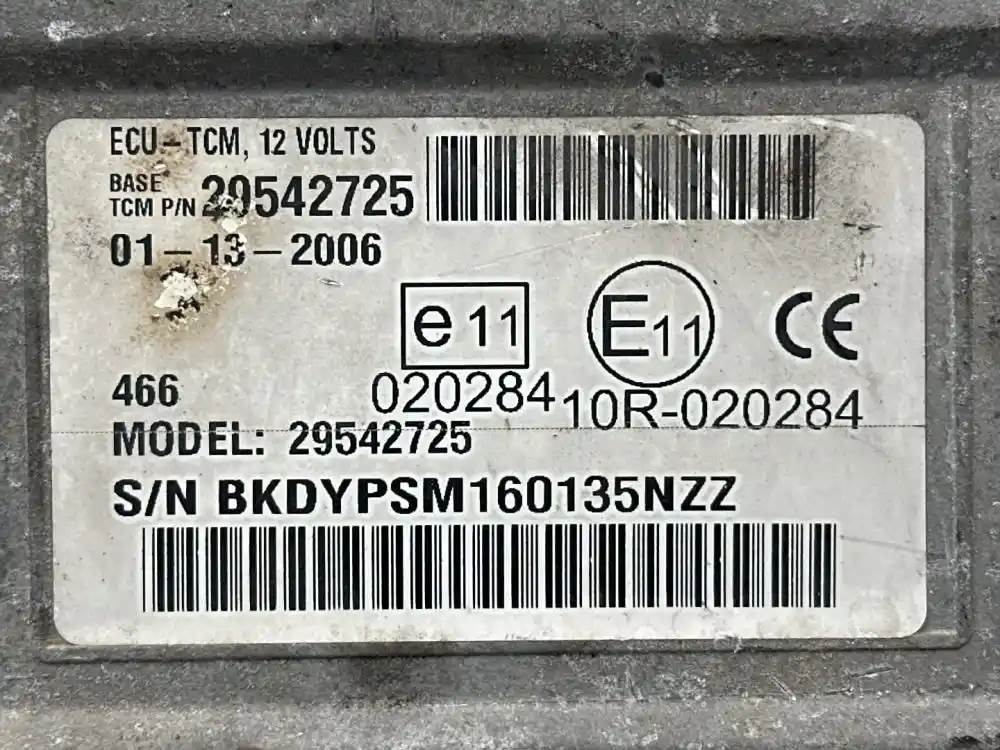 ECU-TCM, 12 VOLTS
BASE
TCM P/N 29542725
01-13-2006
e 11
E11
CE
466
020284
10R-020284
MODEL: 29542725
S/N BKDYPSM160135NZZ